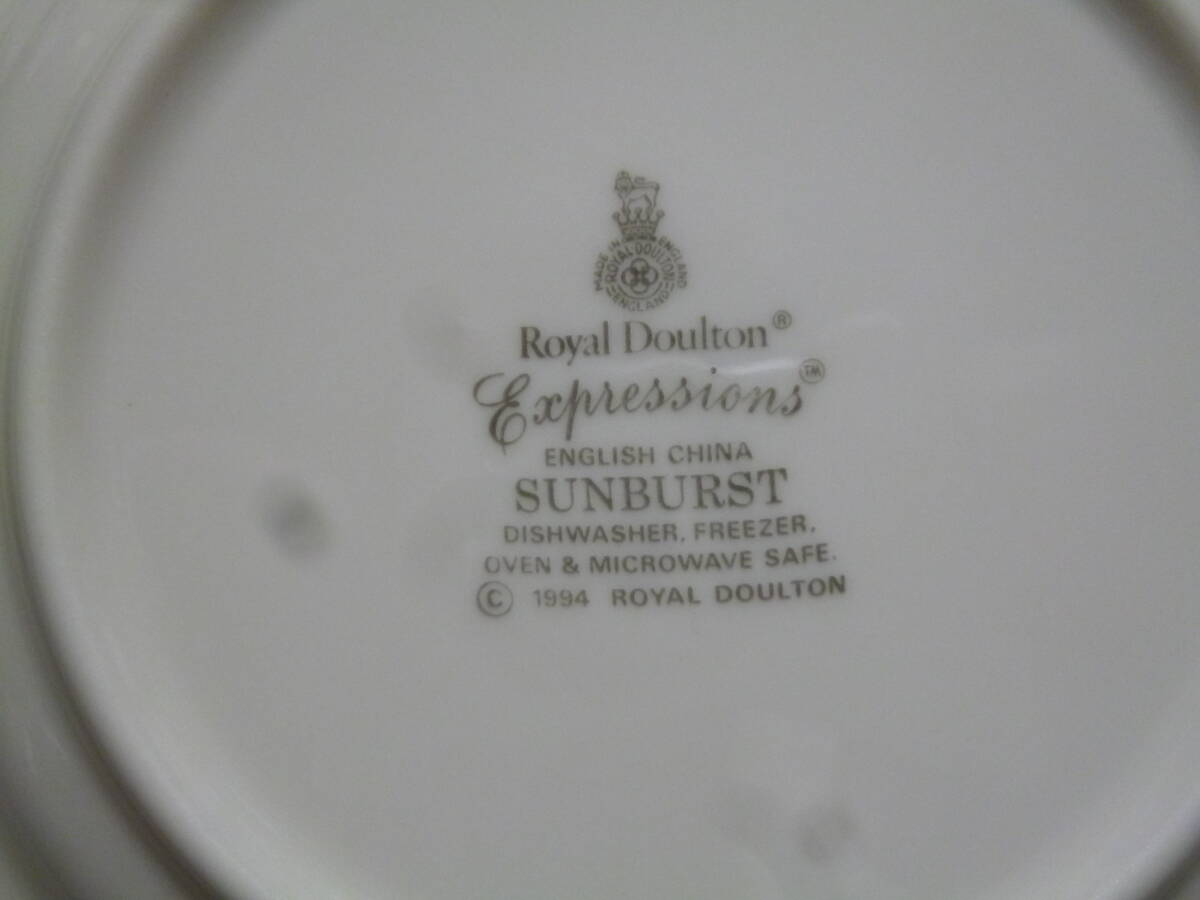 MADE IN ENGLAND
ROYAL DOULTON
ENGLAND
Royal Doulton®
Expressions™
ENGLISH CHINA
SUNBURST
DISHWASHER, FREEZER,
OVEN & MICROWAVE SAFE.
© 1994 ROYAL DOULTON